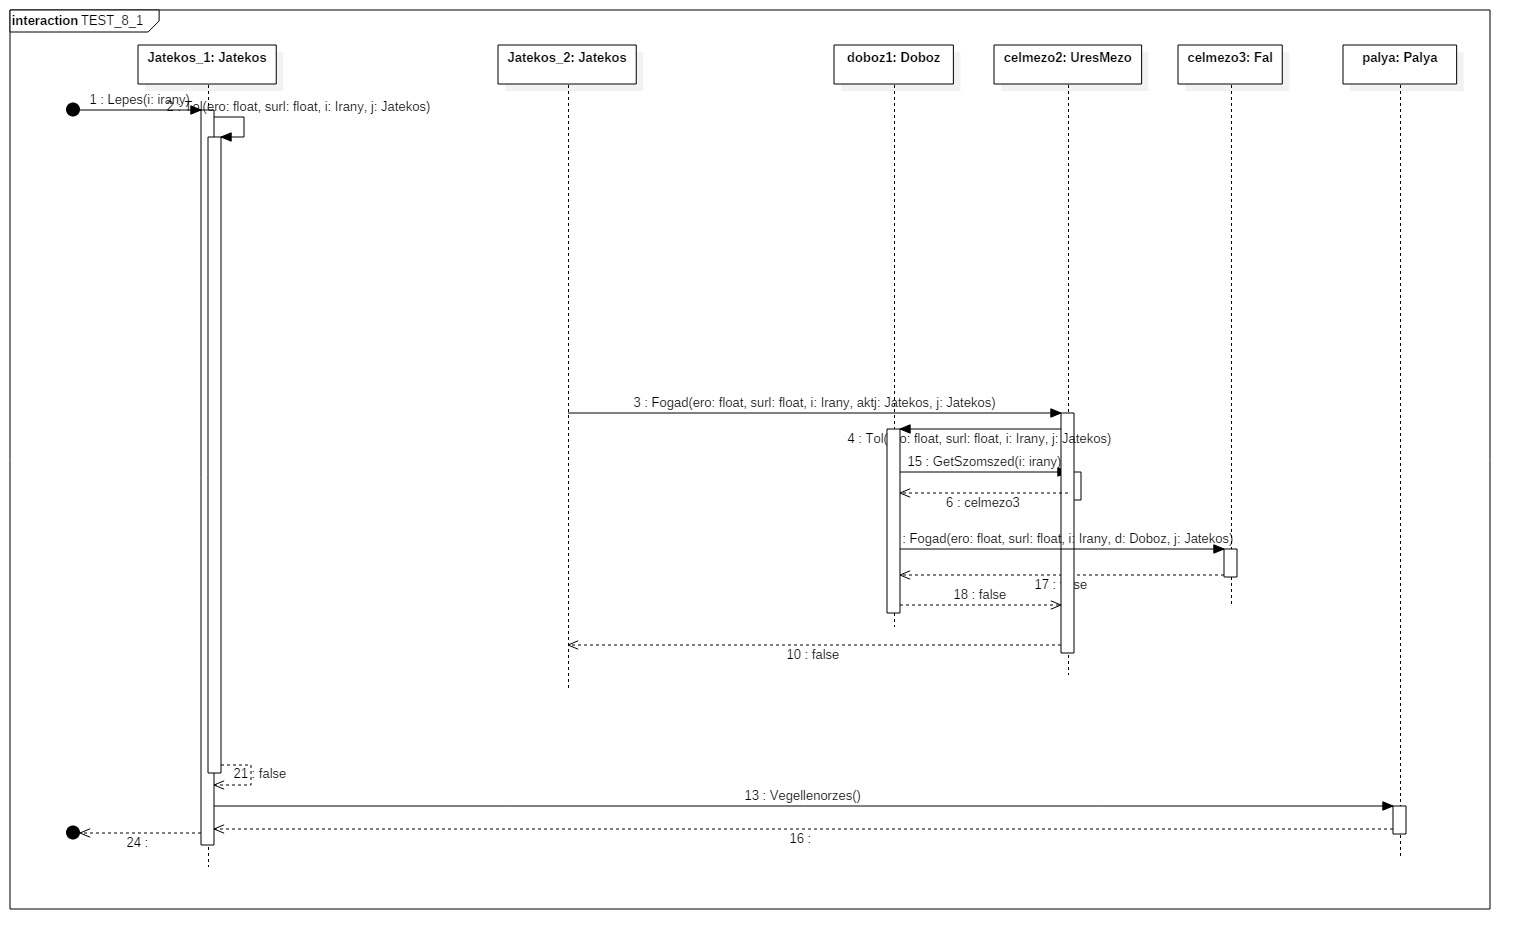 interaction TEST_8_1
Jatekos_1: Jatekos
Jatekos_2: Jatekos
doboz1: Doboz
celmezo2: UresMezo
celmezo3: Fal
palya: Palya
1 : Lepes(i: irany)
2 : Tol(ero: float, surl: float, i: Irany, j: Jatekos)
3 : Fogad(ero: float, surl: float, i: Irany, aktj: Jatekos, j: Jatekos)
4 : Tol(ero: float, surl: float, i: Irany, j: Jatekos)
15 : GetSzomszed(i: irany)
6 : celmezo3
: Fogad(ero: float, surl: float, i: Irany, d: Doboz, j: Jatekos)
17 : false
18 : false
10 : false
21 : false
13 : Vegellenorzes()
16 :
24 :